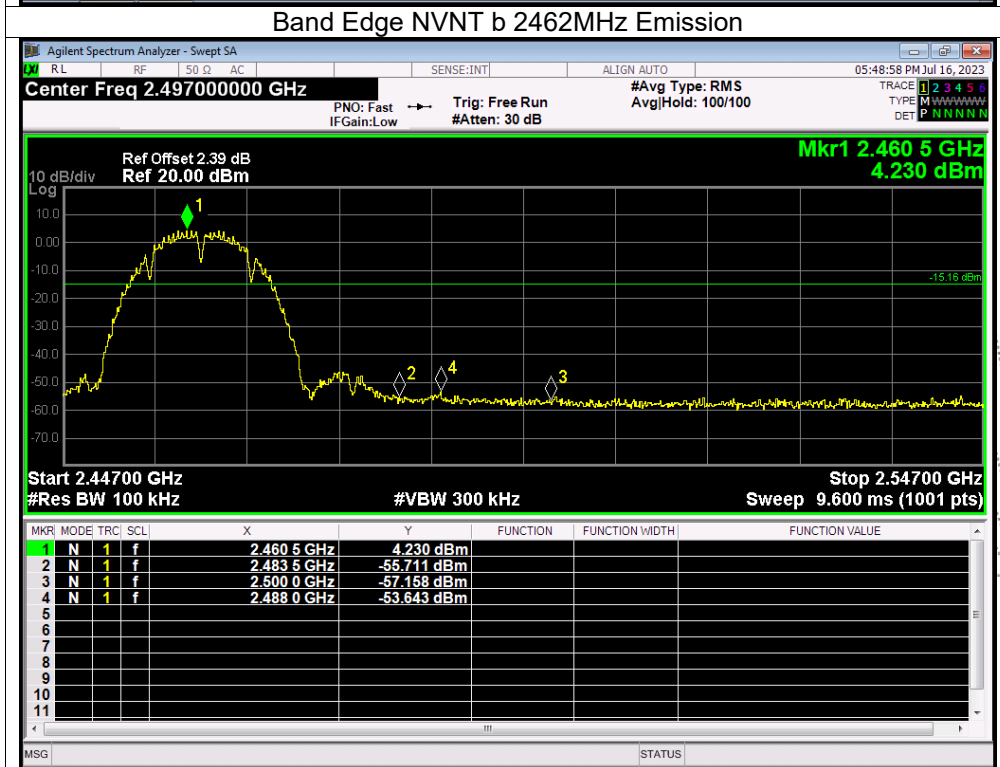 Band Edge NVNT b 2462MHz Emission
Agilent Spectrum Analyzer - Swept SA
LXI RL RF 50 Ω AC SENSE:INT ALIGN AUTO 05:48:58 PM Jul 16, 2023
Center Freq 2.497000000 GHz #Avg Type: RMS TRACE 1 2 3 4 5 6
PNO: Fast Trig: Free Run Avg|Hold: 100/100 TYPE M WWWWW
IFGain:Low #Atten: 30 dB DET P N N N N N
Mkr1 2.460 5 GHz
Ref Offset 2.39 dB
10 dB/div Ref 20.00 dBm 4.230 dBm
Log
1
10.0
0.00
-10.0
-15.16 dBm
-20.0
-30.0
-40.0
2 4 3
-50.0
-60.0
-70.0
Start 2.44700 GHz Stop 2.54700 GHz
#Res BW 100 kHz #VBW 300 kHz Sweep 9.600 ms (1001 pts)
MKR MODE TRC SCL X Y FUNCTION FUNCTION WIDTH FUNCTION VALUE
1 N 1 f 2.460 5 GHz 4.230 dBm
2 N 1 f 2.483 5 GHz -55.711 dBm
3 N 1 f 2.500 0 GHz -57.158 dBm
4 N 1 f 2.488 0 GHz -53.643 dBm
5
6
7
8
9
10
11
MSG STATUS